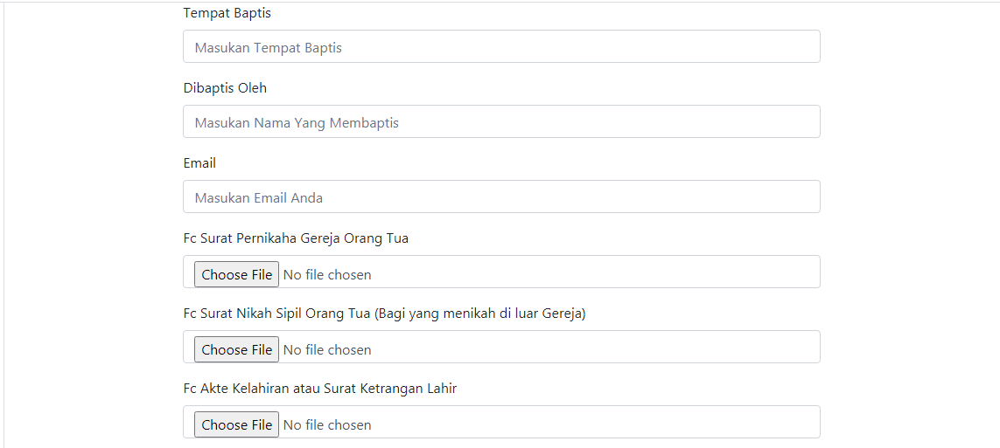 Tempat Baptis
Masukan Tempat Baptis
Dibaptis Oleh
Masukan Nama Yang Membaptis
Email
Masukan Email Anda
Fc Surat Pernikaha Gereja Orang Tua
Choose File No file chosen
Fc Surat Nikah Sipil Orang Tua (Bagi yang menikah di luar Gereja)
Choose File No file chosen
Fc Akte Kelahiran atau Surat Ketrangan Lahir
Choose File No file chosen